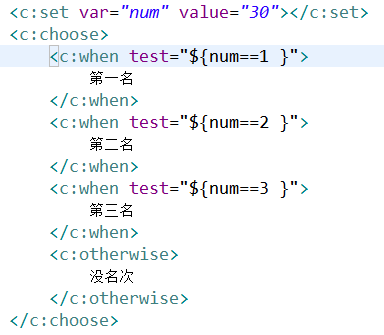 <c:set var="num" value="30"></c:set>
<c:choose>
<c:when test="${num==1 }">
第一名
</c:when>
<c:when test="${num==2 }">
第二名
</c:when>
<c:when test="${num==3 }">
第三名
</c:when>
<c:otherwise>
没名次
</c:otherwise>
</c:choose>